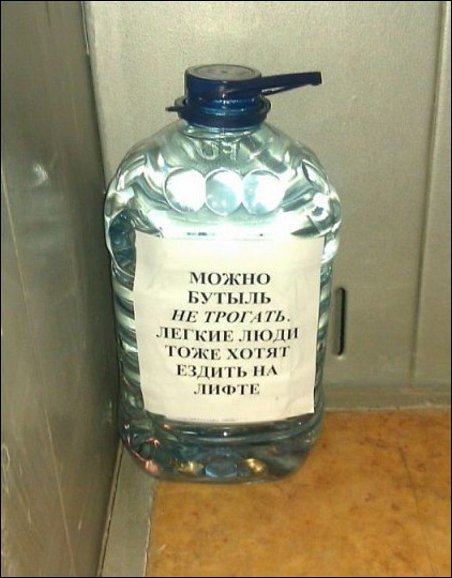 МОЖНО
БУТЫЛЬ
НЕ ТРОГАТЬ.
ЛЕГКИЕ ЛЮДИ
ТОЖЕ ХОТЯТ
ЕЗДИТЬ НА
ЛИФТЕ